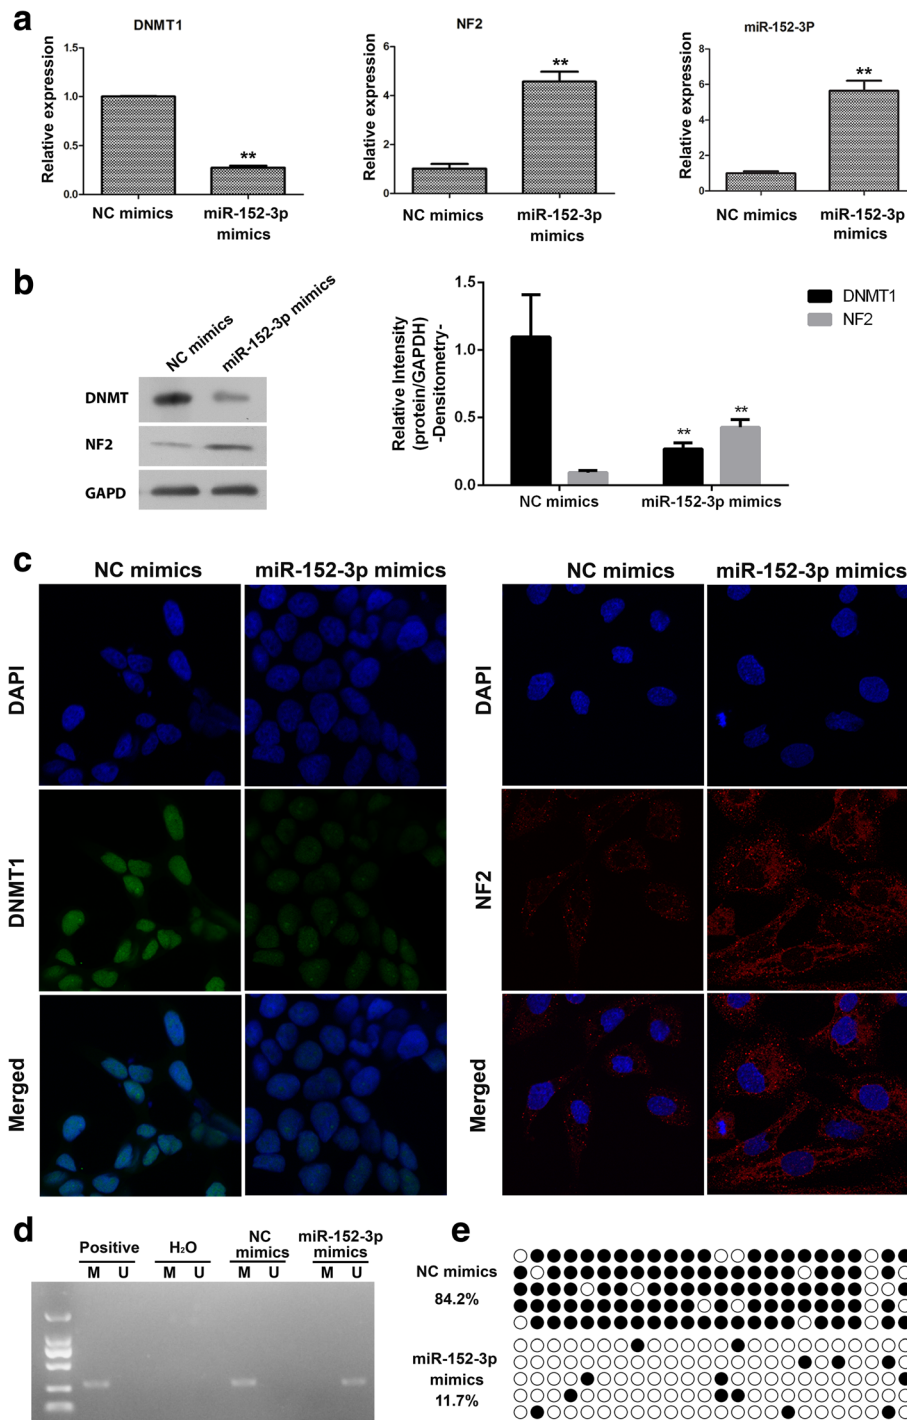 a
DNMT1
NF2
miR-152-3P
Relative expression
1.5
1.0
0.5
0.0
NC mimics
miR-152-3p
mimics
**
Relative expression
6
4
2
0
NC mimics
miR-152-3p
mimics
**
Relative expression
8
6
4
2
0
NC mimics
miR-152-3p
mimics
**
b
NC mimics
miR-152-3p mimics
DNMT
NF2
GAPD
Relative Intensity
(protein/GAPDH)
-Densitometry-
1.5
1.0
0.5
0.0
**
**
NC mimics
miR-152-3p mimics
DNMT1
NF2
c
NC mimics
miR-152-3p mimics
NC mimics
miR-152-3p mimics
DAPI
DNMT1
Merged
DAPI
NF2
Merged
d
Positive
H₂O
NC
mimics
miR-152-3p
mimics
M U M U M U M U
e
NC mimics
84.2%
miR-152-3p
mimics
11.7%